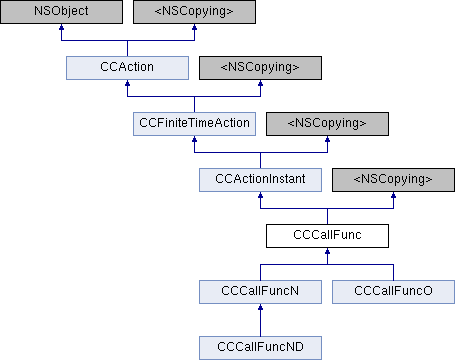 NSObject
<NSCopying>
CCAction
<NSCopying>
CCFiniteTimeAction
<NSCopying>
CCActionInstant
<NSCopying>
CCCallFunc
CCCallFuncN
CCCallFuncO
CCCallFuncND